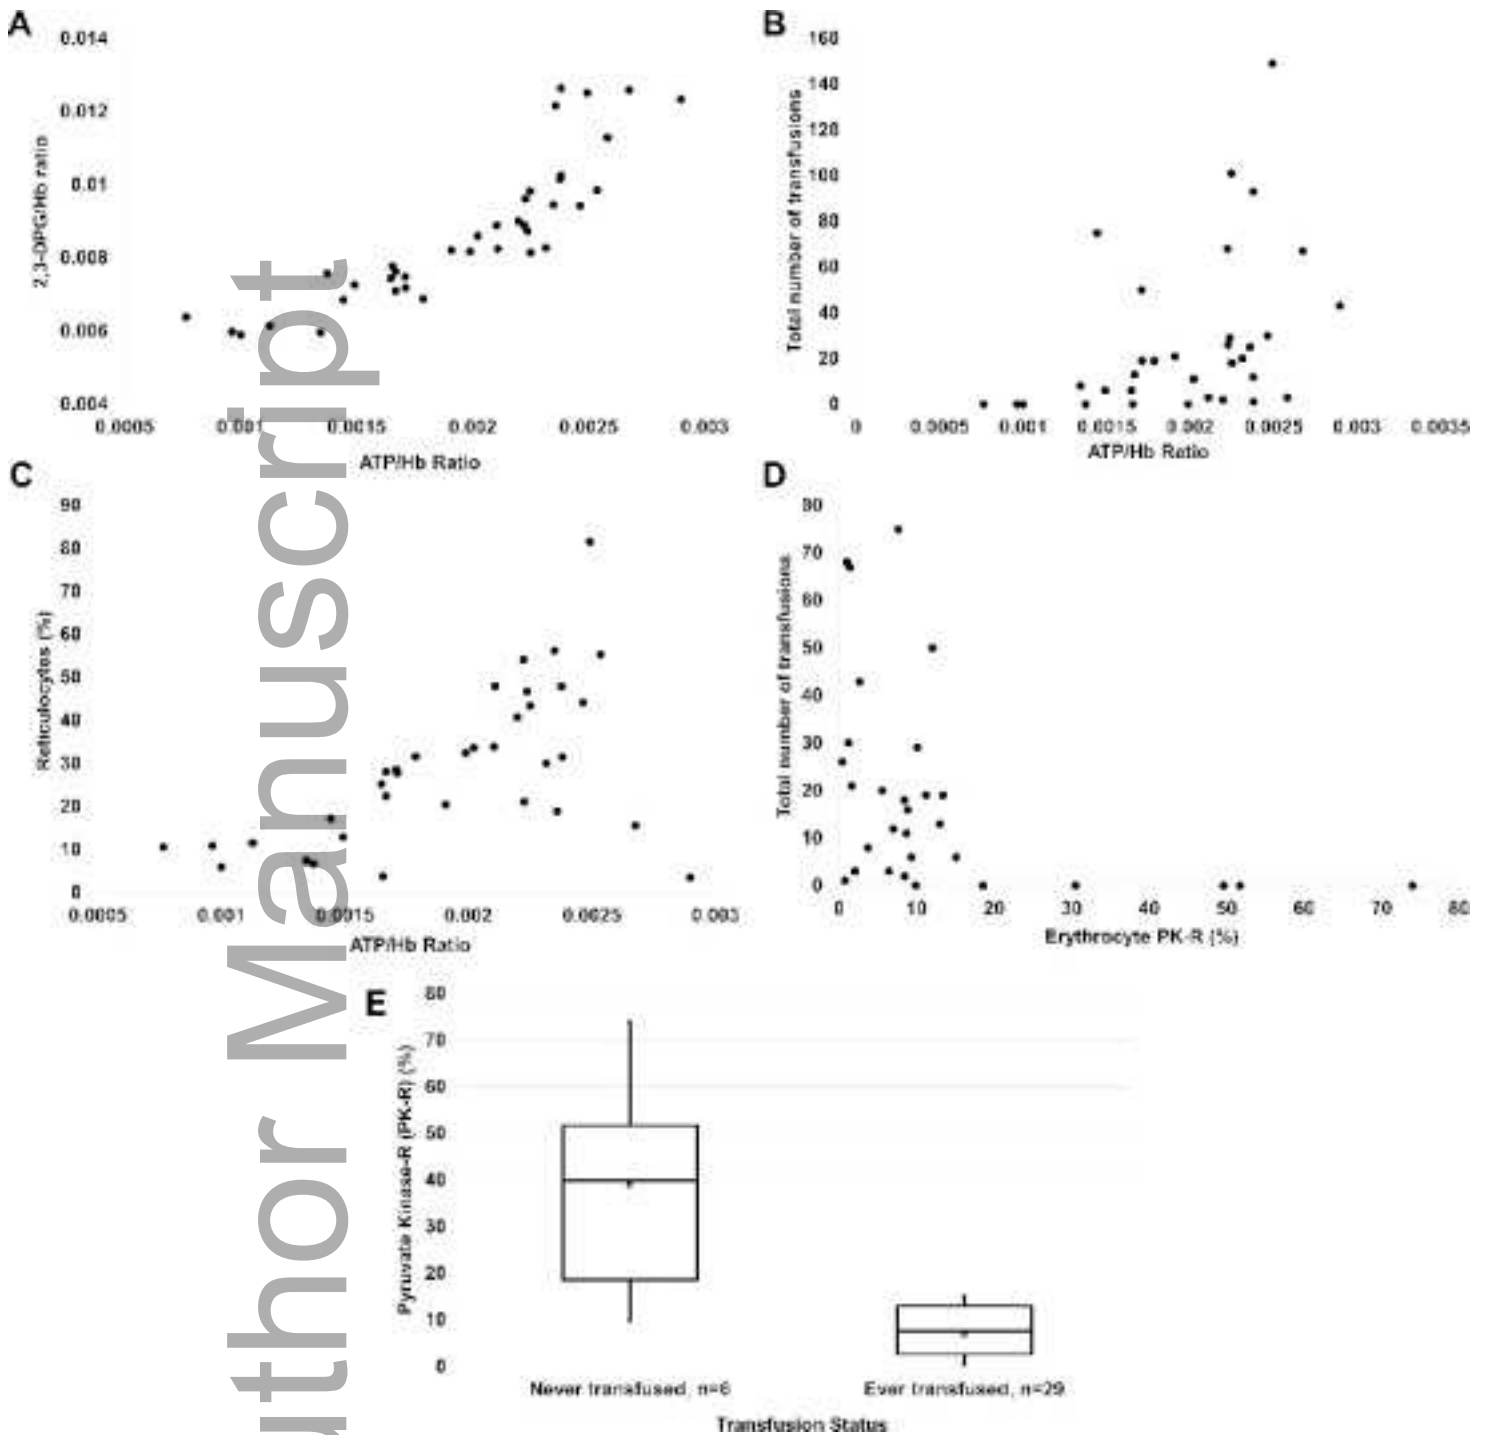 A
0.014
0.012
0.01
0.008
0.006
0.004
2,3-DPG/Hb ratio
0.0005 0.001 0.0015 0.002 0.0025 0.003
ATP/Hb Ratio
B
160
140
120
100
80
60
40
20
0
Total number of transfusions
0 0.0005 0.001 0.0015 0.002 0.0025 0.003 0.0035
ATP/Hb Ratio
C
90
80
70
60
50
40
30
20
10
0
Reticulocytes (%)
0.0005 0.001 0.0015 0.002 0.0025 0.003
ATP/Hb Ratio
D
80
70
60
50
40
30
20
10
0
Total number of transfusions
0 10 20 30 40 50 60 70 80
Erythrocyte PK-R (%)
E
80
70
60
50
40
30
20
10
0
Pyruvate Kinase-R (PK-R) (%)
Never transfused, n=6 Ever transfused, n=29
Transfusion Status
uthor Manuscript